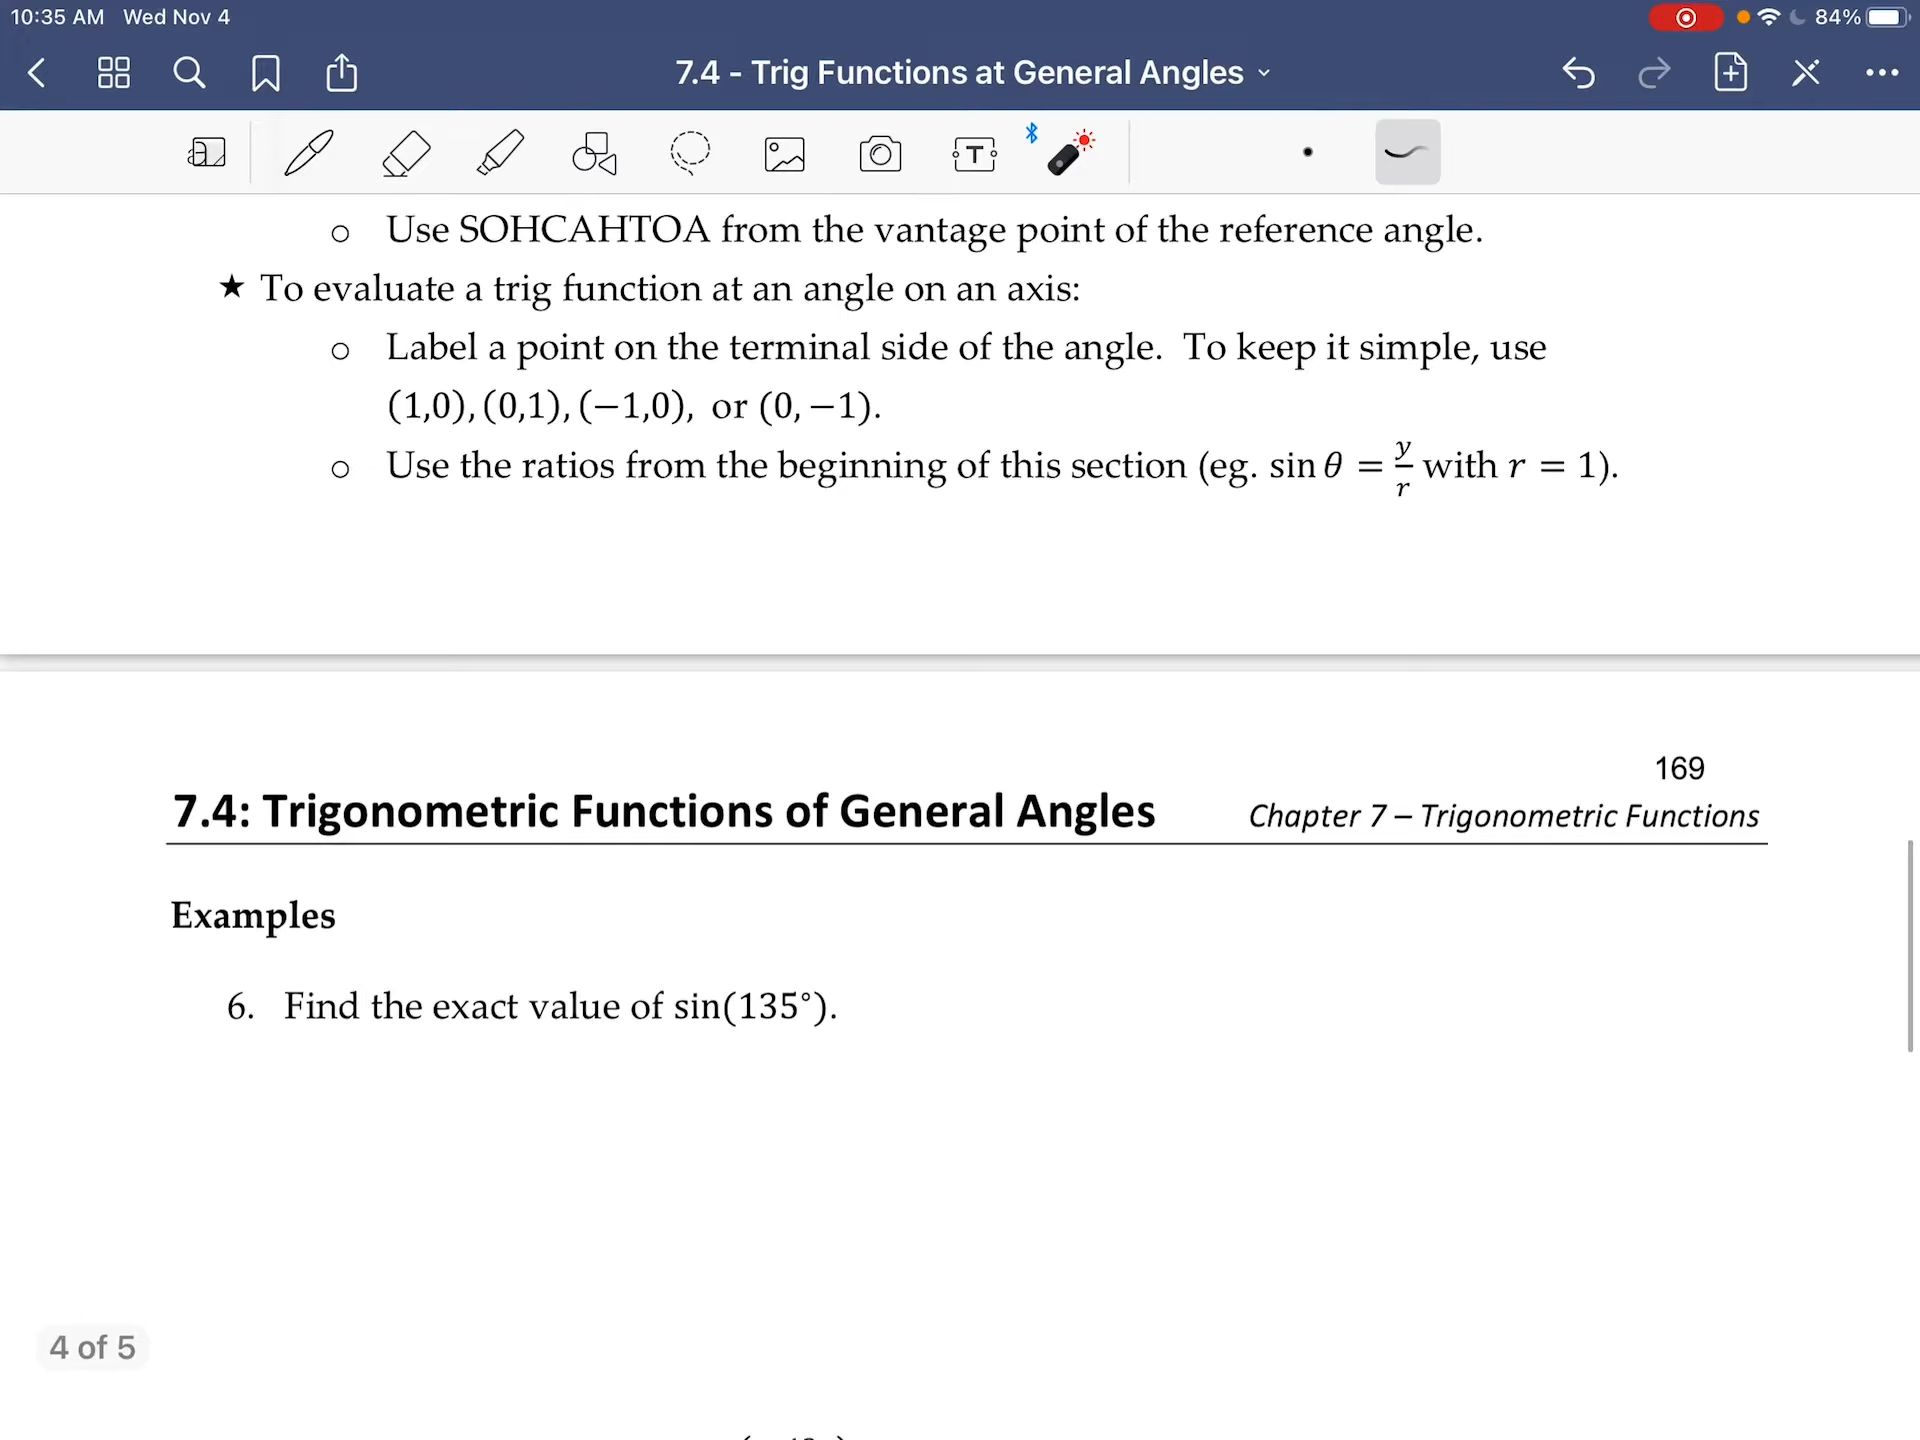 10:35 AM Wed Nov 4
84%
7.4 - Trig Functions at General Angles
○ Use SOHCAHTOA from the vantage point of the reference angle.
★ To evaluate a trig function at an angle on an axis:
○ Label a point on the terminal side of the angle. To keep it simple, use
(1,0), (0,1), (−1,0), or (0, −1).
○ Use the ratios from the beginning of this section (eg. sin θ = y/r with r = 1).
169
7.4: Trigonometric Functions of General Angles Chapter 7 – Trigonometric Functions
Examples
6. Find the exact value of sin(135°).
4 of 5